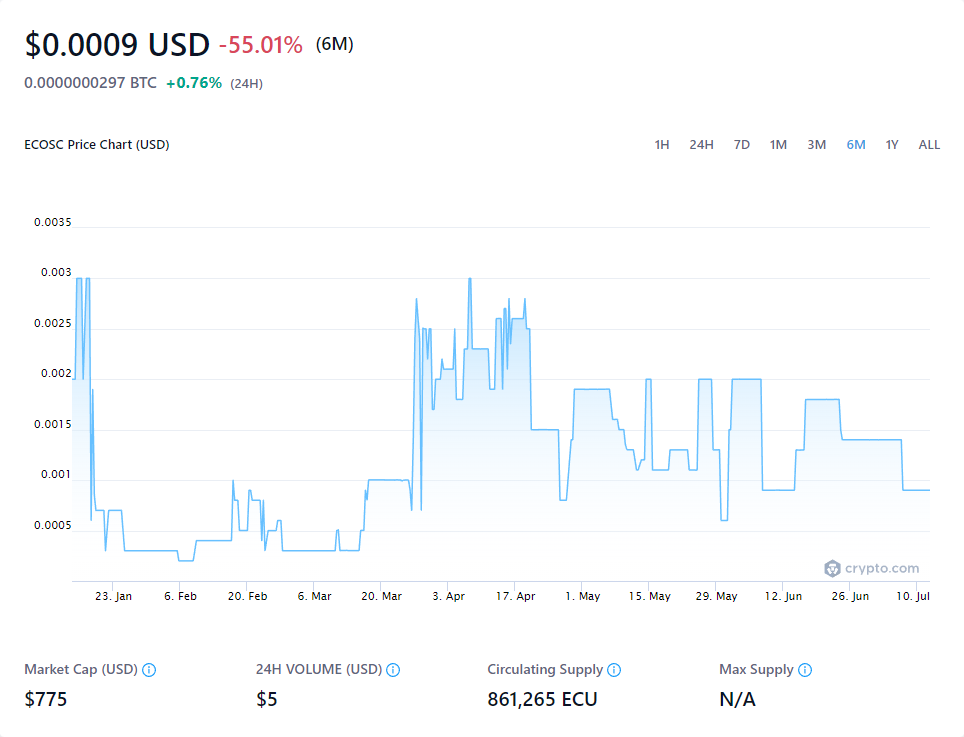 $0.0009 USD -55.01% (6M)
0.0000000297 BTC +0.76% (24H)
ECOSC Price Chart (USD) 1H 24H 7D 1M 3M 6M 1Y ALL
0.0035
0.003
0.0025
0.002
0.0015
0.001
0.0005
crypto.com
23. Jan 6. Feb 20. Feb 6. Mar 20. Mar 3. Apr 17. Apr 1. May 15. May 29. May 12. Jun 26. Jun 10. Jul
Market Cap (USD) 24H VOLUME (USD) Circulating Supply Max Supply
$775 $5 861,265 ECU N/A